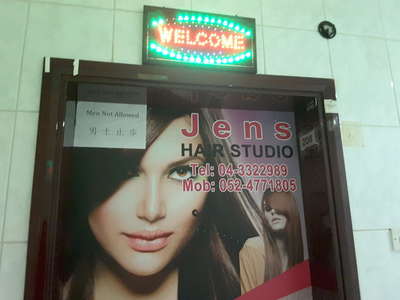 WELCOME
Men Not Allowed
男士止步
Jens
HAIR STUDIO
Tel: 04-3322989
Mob: 052-4771805